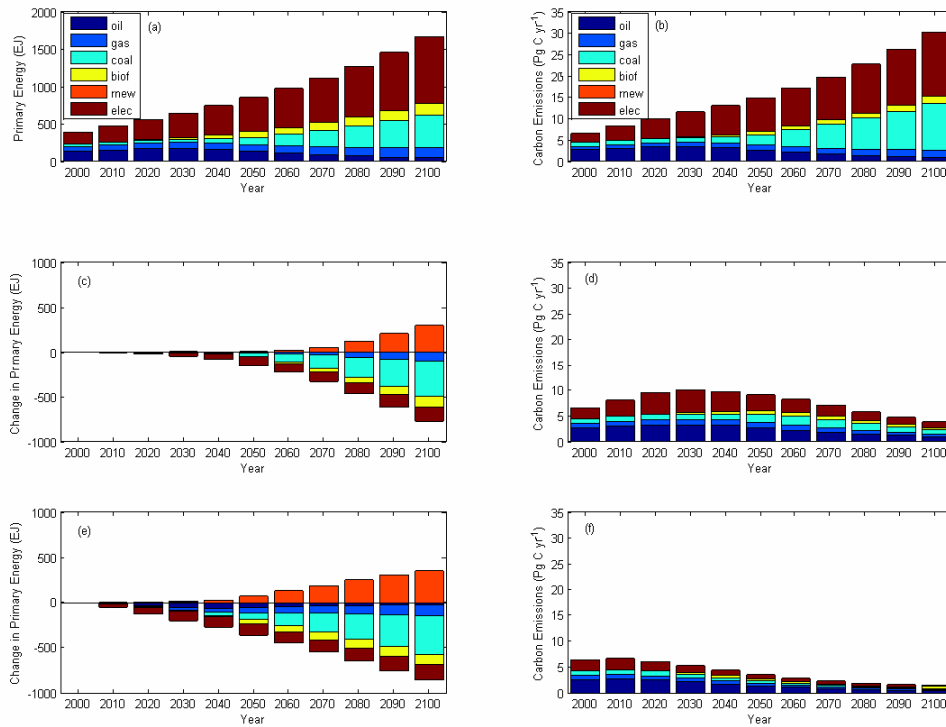 2000
1500
1000
500
0
Primary Energy (EJ)
oil
gas
coal
biof
rnew
elec
(a)
2000 2010 2020 2030 2040 2050 2060 2070 2080 2090 2100
Year
35
30
25
20
15
10
5
0
Carbon Emissions (Pg C yr⁻¹)
oil
gas
coal
biof
rnew
elec
(b)
2000 2010 2020 2030 2040 2050 2060 2070 2080 2090 2100
Year
1000
500
0
-500
-1000
Change in Primary Energy (EJ)
(c)
2000 2010 2020 2030 2040 2050 2060 2070 2080 2090 2100
Year
35
30
25
20
15
10
5
0
Carbon Emissions (Pg C yr⁻¹)
(d)
2000 2010 2020 2030 2040 2050 2060 2070 2080 2090 2100
Year
1000
500
0
-500
-1000
Change in Primary Energy (EJ)
(e)
2000 2010 2020 2030 2040 2050 2060 2070 2080 2090 2100
Year
35
30
25
20
15
10
5
0
Carbon Emissions (Pg C yr⁻¹)
(f)
2000 2010 2020 2030 2040 2050 2060 2070 2080 2090 2100
Year